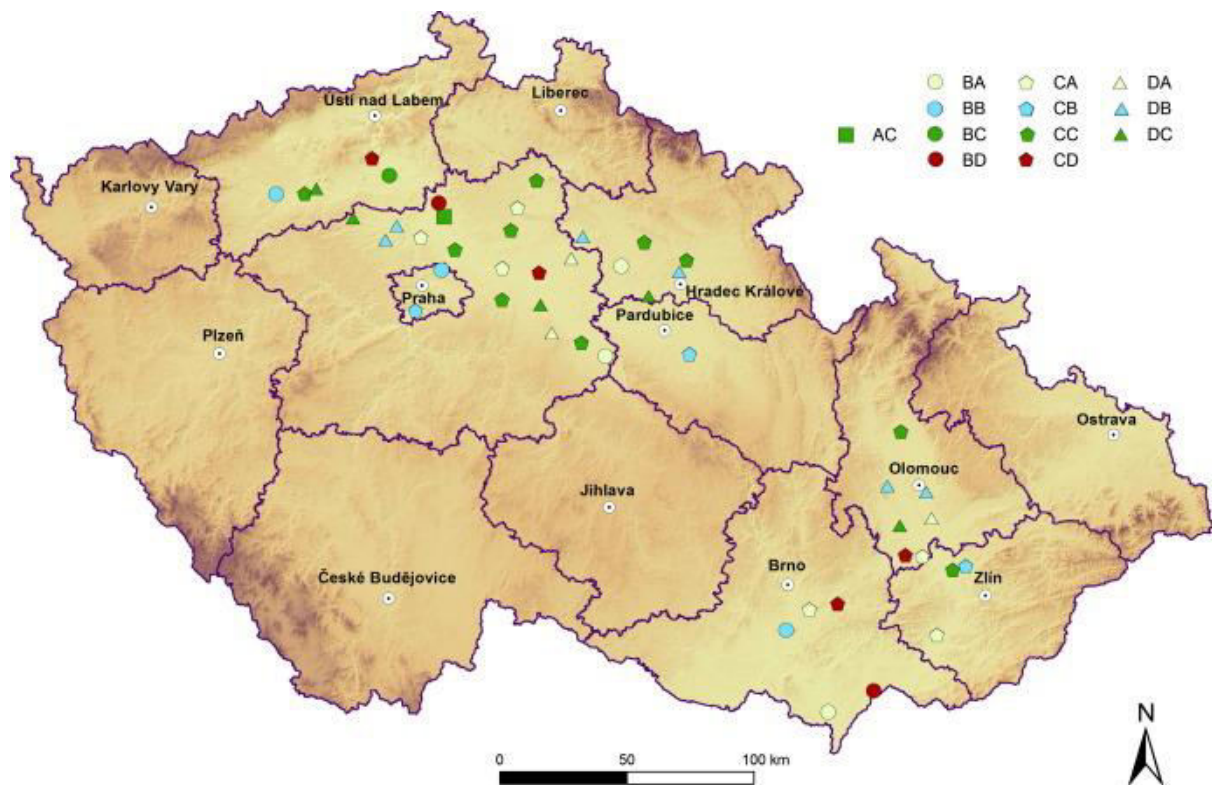 BA CA DA
Liberec
Ústí nad Labem
BB CB DB
AC BC CC DC
BD CD
Karlovy Vary
Praha
Hradec Králové
Pardubice
Plzeň
Ostrava
Olomouc
Jihlava
České Budějovice
Brno
Zlín
N
0 50 100 km